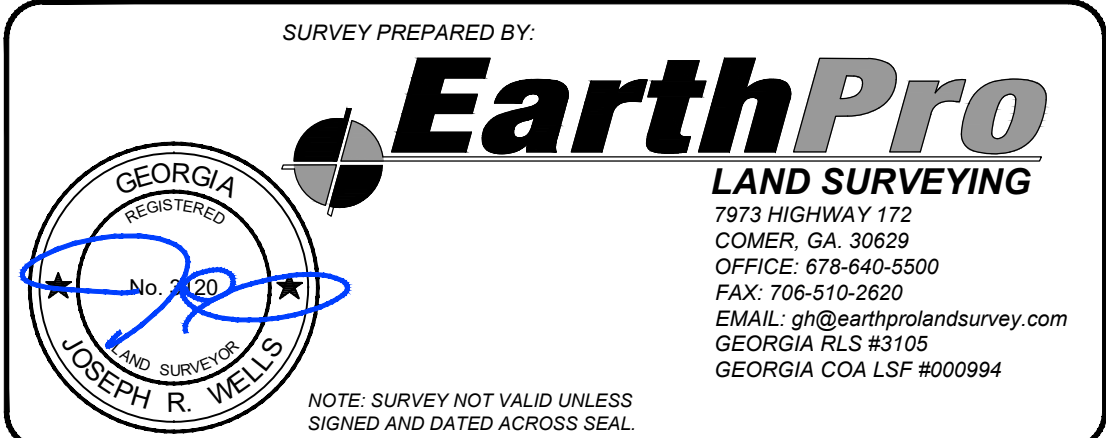 SURVEY PREPARED BY:
EarthPro
LAND SURVEYING
7973 HIGHWAY 172
COMER, GA. 30629
OFFICE: 678-640-5500
FAX: 706-510-2620
EMAIL: gh@earthprolandsurvey.com
GEORGIA RLS #3105
GEORGIA COA LSF #000994
GEORGIA
REGISTERED
No.
LAND SURVEYOR
JOSEPH R. WELLS
NOTE: SURVEY NOT VALID UNLESS
SIGNED AND DATED ACROSS SEAL.